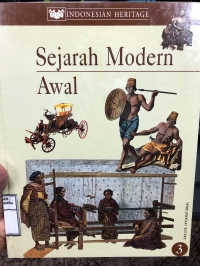 INDONESIAN HERITAGE
Sejarah Modern
Awal
3